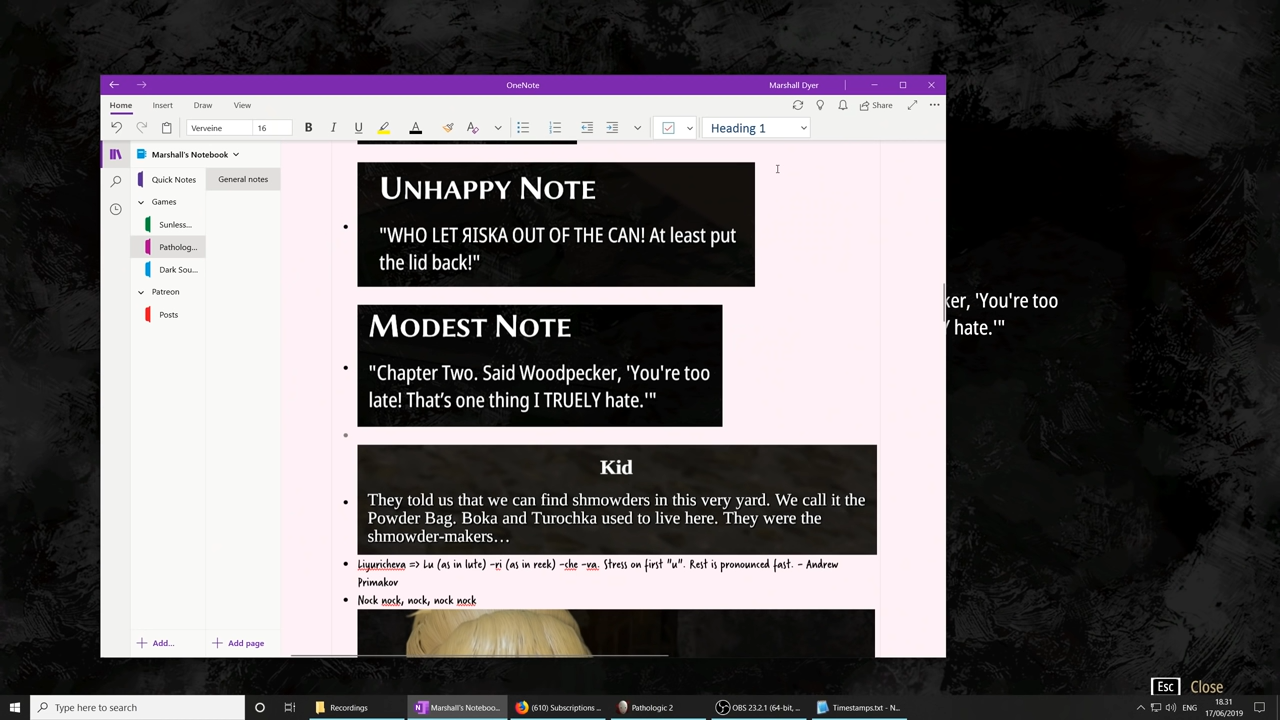 OneNote
Marshall Dyer
Home
Insert
Draw
View
Share
Verveine
16
B
I
U
A
Heading 1
Marshall's Notebook
Quick Notes
General notes
Games
Sunless...
Patholog...
Dark Sou...
Patreon
Posts
Add...
Add page
UNHAPPY NOTE
"WHO LET ЯISKA OUT OF THE CAN! At least put
the lid back!"
MODEST NOTE
"Chapter Two. Said Woodpecker, 'You're too
late! That's one thing I TRUELY hate.'"
ker, 'You're too
hate.'"
Kid
They told us that we can find shmowders in this very yard. We call it the
Powder Bag. Boka and Turochka used to live here. They were the
shmowder-makers…
Liyuricheva => Lu (as in lute) -ri (as in reek) -che -va. Stress on first "u". Rest is pronounced fast. - Andrew
Primakov
Nock nock, nock, nock nock
Esc Close
Type here to search
Recordings
Marshall's Noteboo...
(610) Subscriptions ...
Pathologic 2
OBS 23.2.1 (64-bit, ...
Timestamps.txt - N...
ENG
18.31
17/06/2019